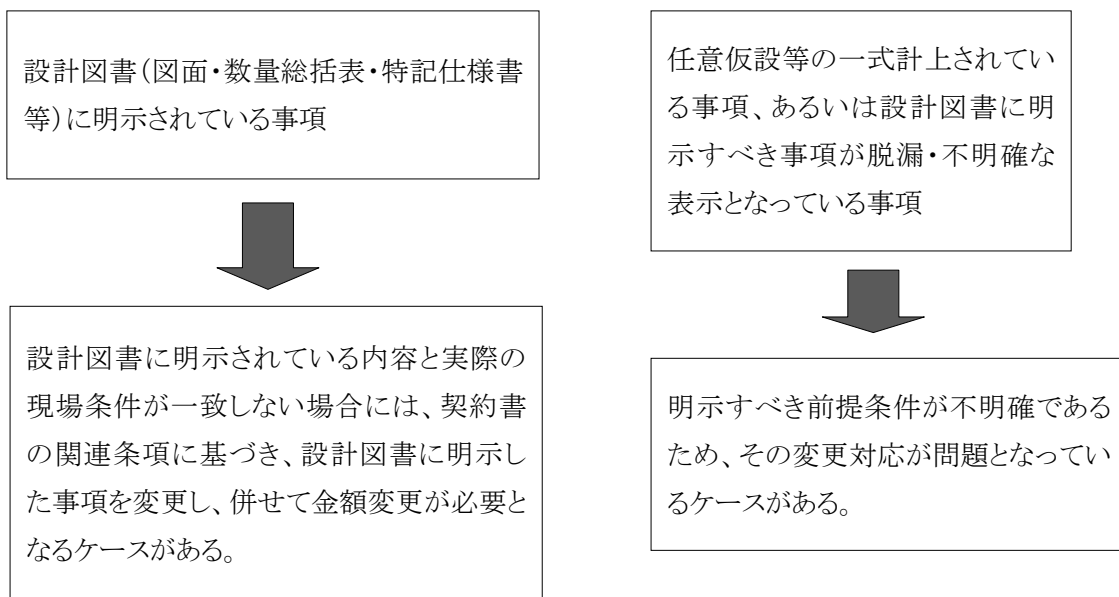 設計図書（図面・数量総括表・特記仕様書
等）に明示されている事項
設計図書に明示されている内容と実際の
現場条件が一致しない場合には、契約書
の関連条項に基づき、設計図書に明示し
た事項を変更し、併せて金額変更が必要と
なるケースがある。
任意仮設等の一式計上されてい
る事項、あるいは設計図書に明
示すべき事項が脱漏・不明確な
表示となっている事項
明示すべき前提条件が不明確である
ため、その変更対応が問題となってい
るケースがある。